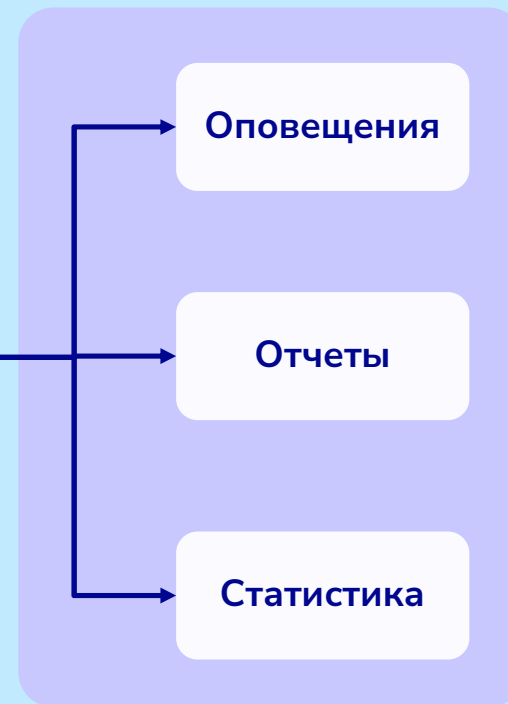 Оповещения
Отчеты
Статистика